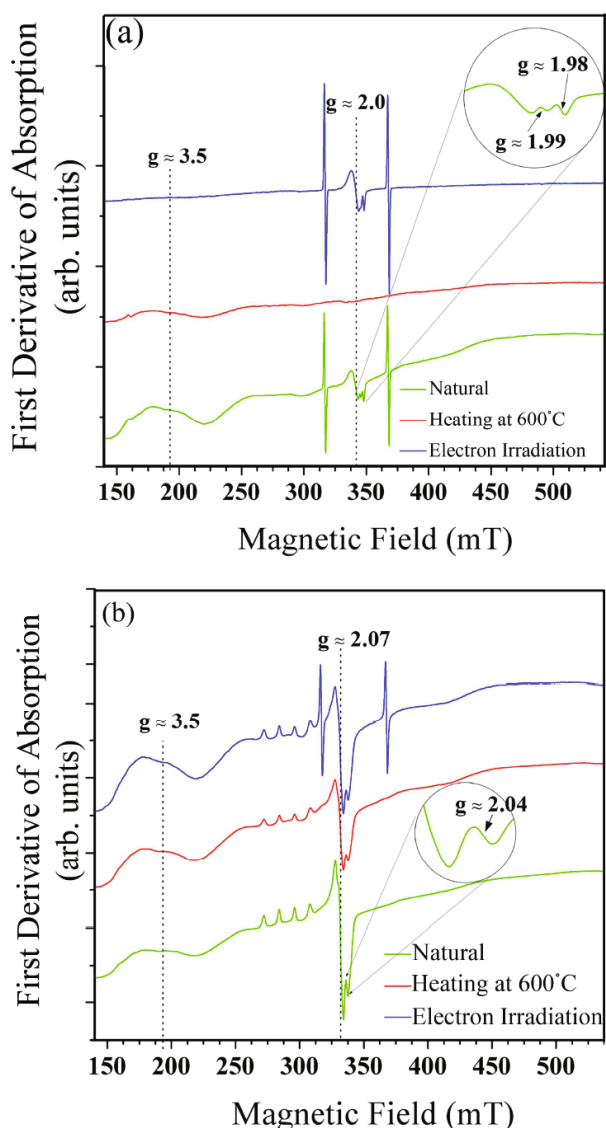 (a)
g ≈ 1.98
g ≈ 2.0
g ≈ 3.5
g ≈ 1.99
First Derivative of Absorption
(arb. units)
Natural
Heating at 600°C
Electron Irradiation
150 200 250 300 350 400 450 500
Magnetic Field (mT)
(b)
g ≈ 2.07
g ≈ 3.5
g ≈ 2.04
First Derivative of Absorption
(arb. units)
Natural
Heating at 600°C
Electron Irradiation
150 200 250 300 350 400 450 500
Magnetic Field (mT)